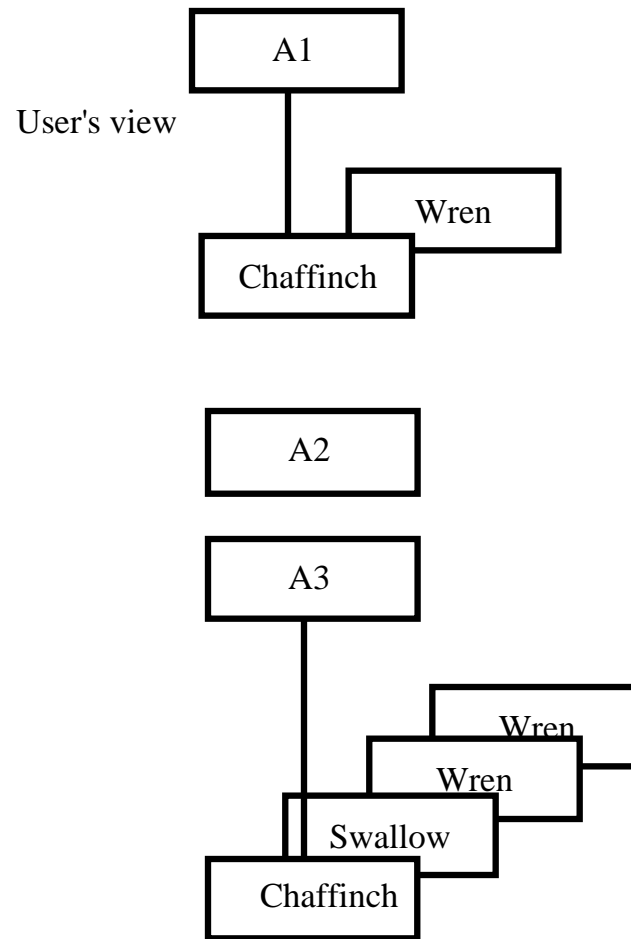 A1
User's view
Wren
Chaffinch
A2
A3
Wren
Wren
Swallow
Chaffinch